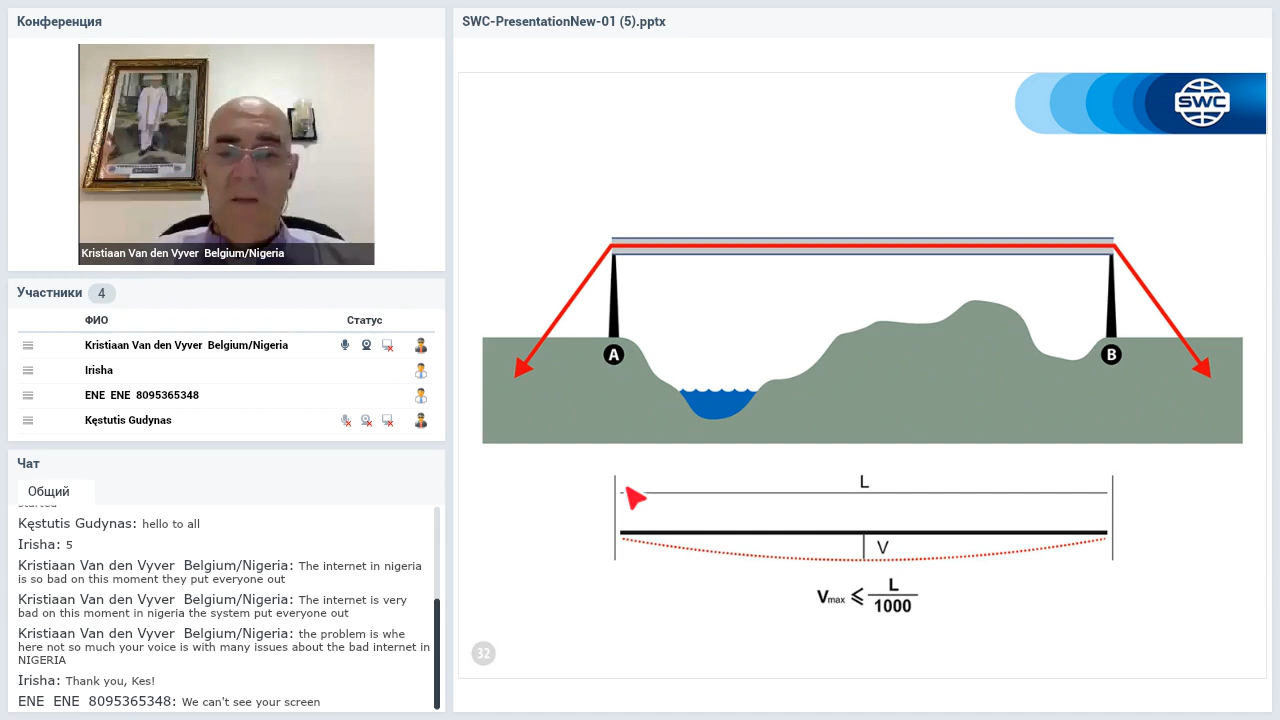 Конференция
Kristiaan Van den Vyver Belgium/Nigeria
Участники 4
ФИО Статус
Kristiaan Van den Vyver Belgium/Nigeria
Irisha
ENE ENE 8095365348
Kęstutis Gudynas
Чат
Общий
Kęstutis Gudynas: hello to all
Irisha: 5
Kristiaan Van den Vyver Belgium/Nigeria: The internet in nigeria
is so bad on this moment they put everyone out
Kristiaan Van den Vyver Belgium/Nigeria: The internet is very
bad on this moment in nigeria the system put everyone out
Kristiaan Van den Vyver Belgium/Nigeria: the problem is whe
here not so much your voice is with many issues about the bad internet in
NIGERIA
Irisha: Thank you, Kes!
ENE ENE 8095365348: We can't see your screen
SWC-PresentationNew-01 (5).pptx
SWC
A B
L
V
Vmax ⩽ L
1000
32